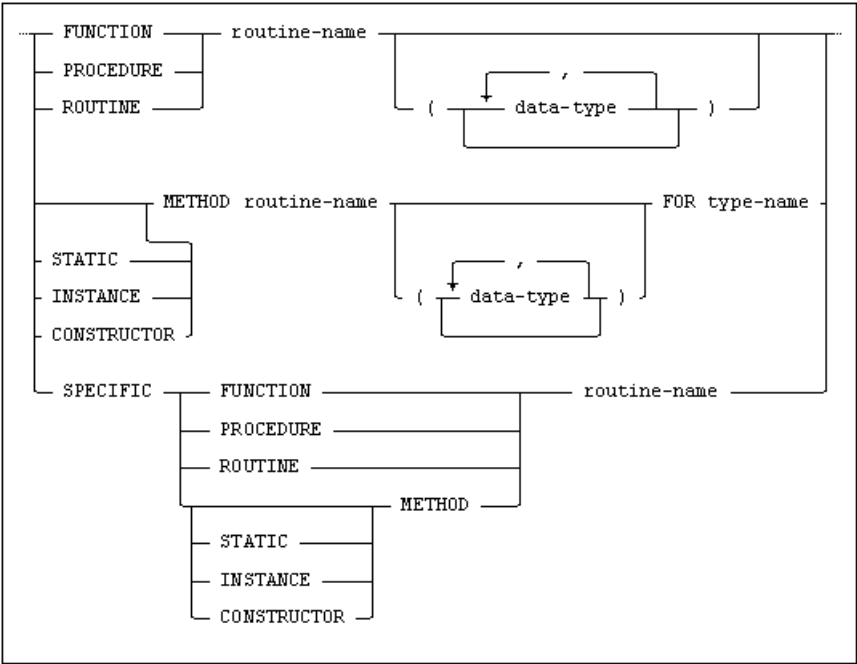 FUNCTION routine-name
,
PROCEDURE
ROUTINE ( data-type )
METHOD routine-name FOR type-name
STATIC ,
INSTANCE ( data-type )
CONSTRUCTOR
SPECIFIC FUNCTION routine-name
PROCEDURE
ROUTINE
METHOD
STATIC
INSTANCE
CONSTRUCTOR